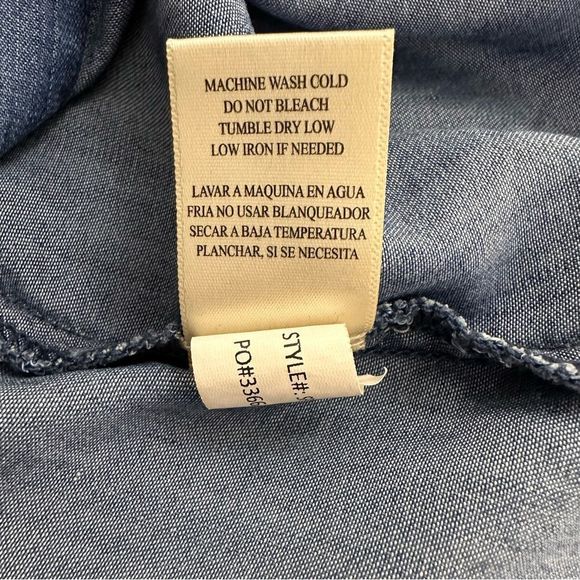 MACHINE WASH COLD
DO NOT BLEACH
TUMBLE DRY LOW
LOW IRON IF NEEDED
LAVAR A MAQUINA EN AGUA
FRIA NO USAR BLANQUEADOR
SECAR A BAJA TEMPERATURA
PLANCHAR, SI SE NECESITA
STYLE#:
PO#336